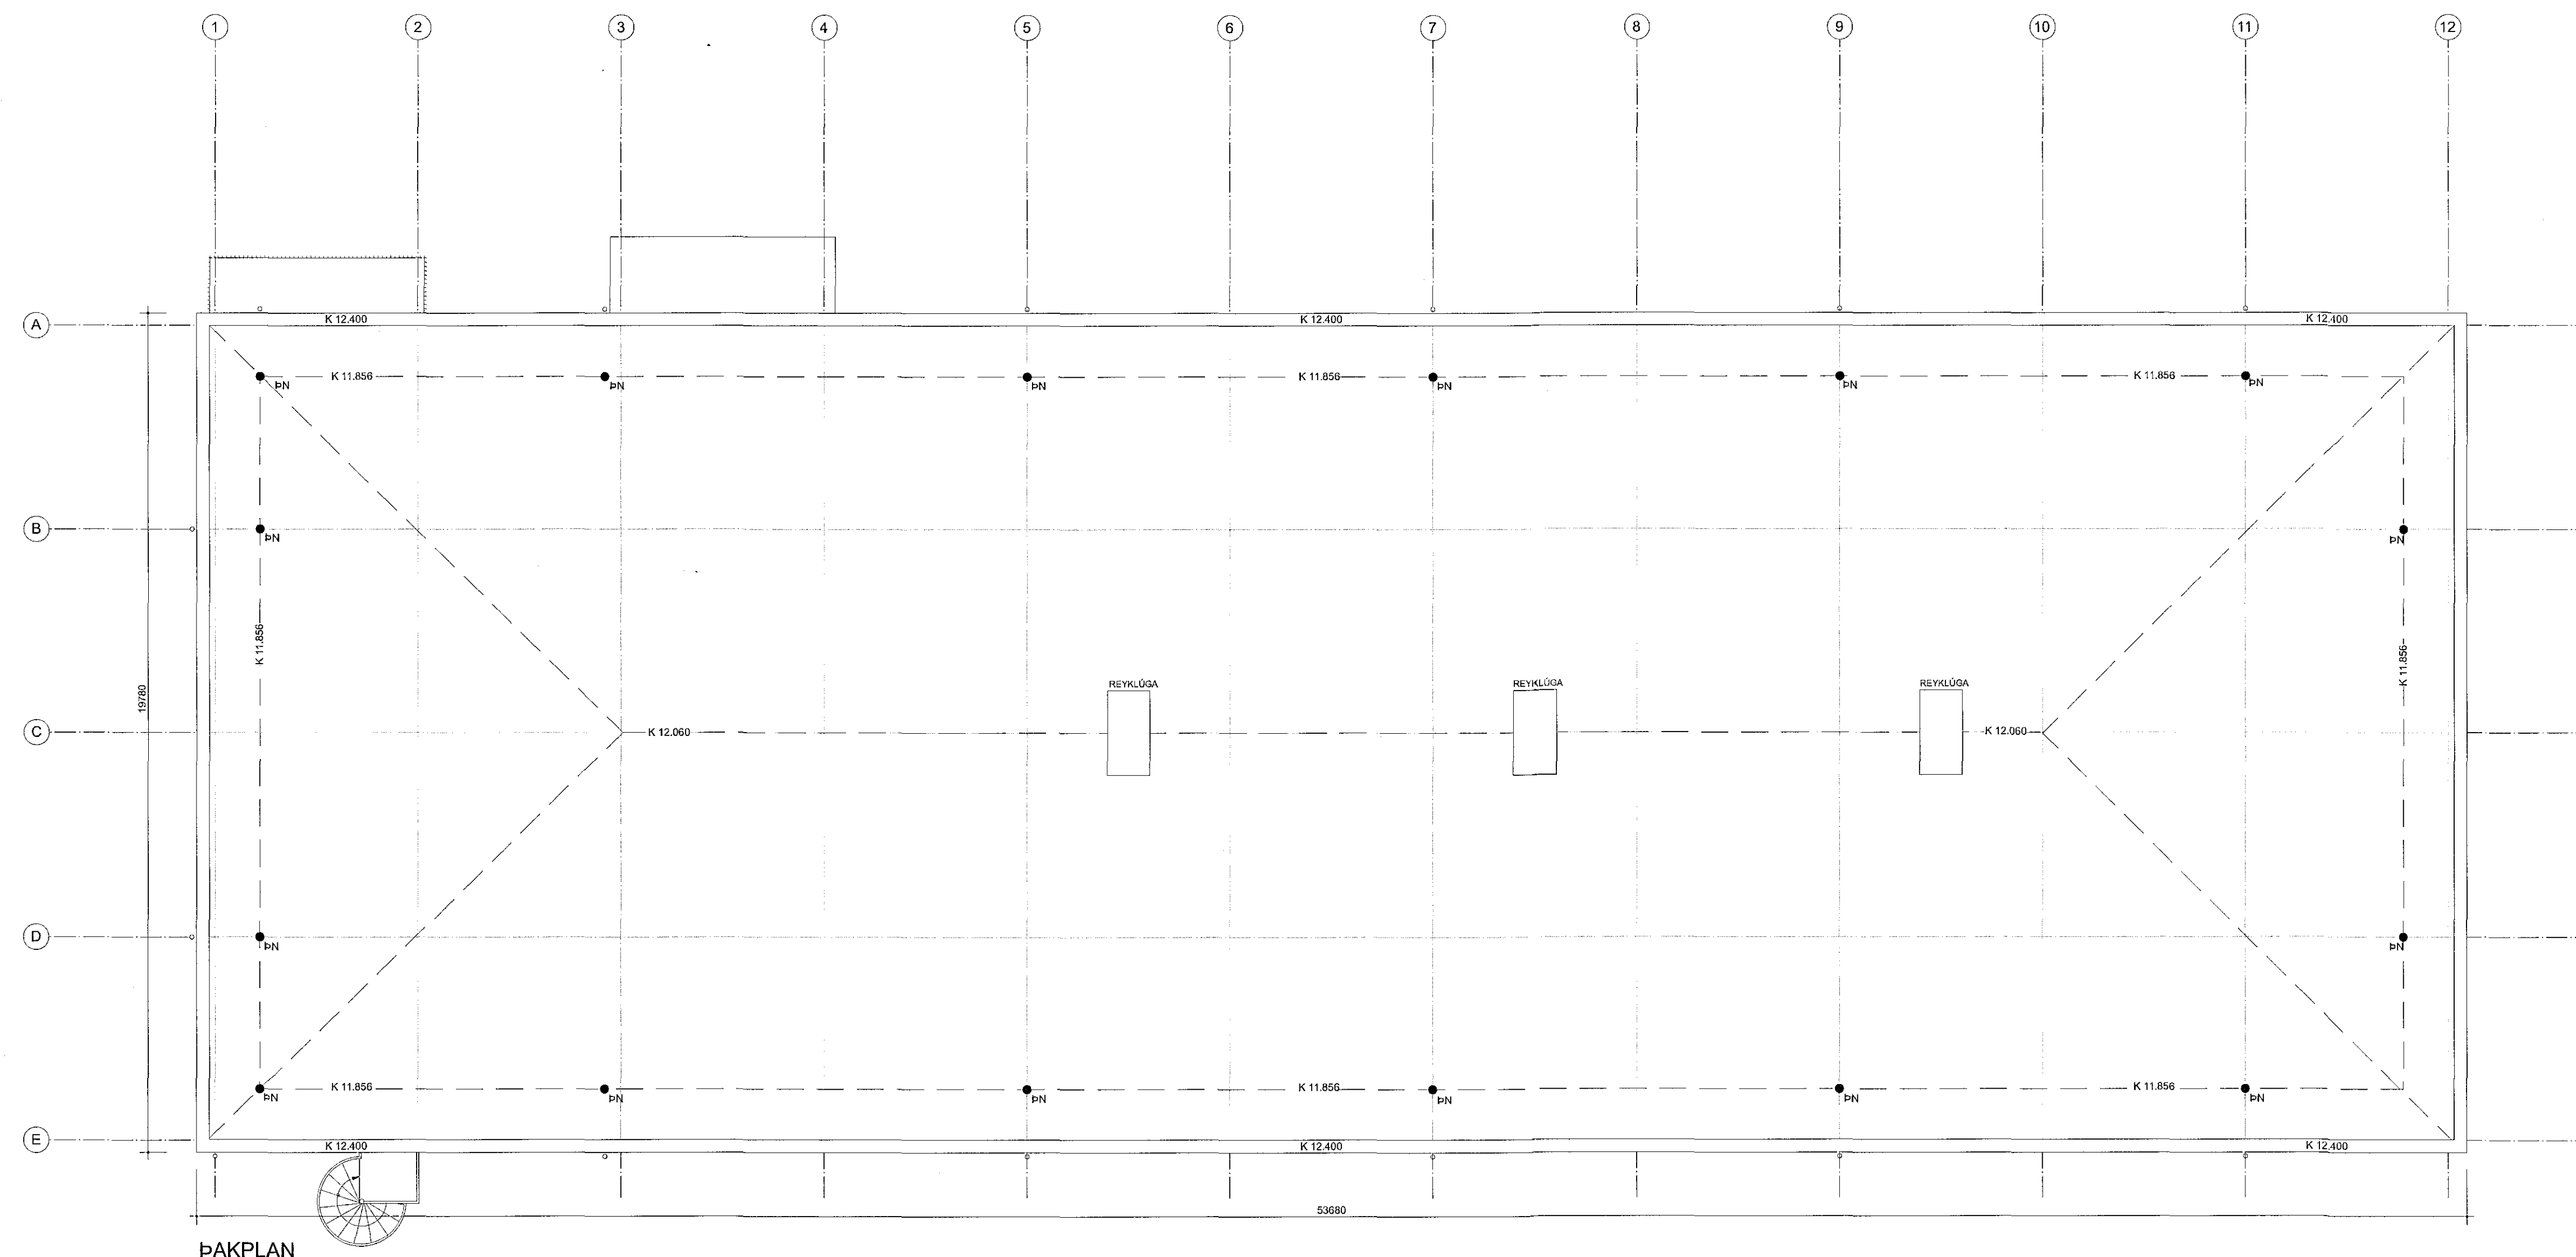 1 2 3 4 5 6 7 8 9 10 11 12
A K 12.400 K 12.400 K 12.400
K 11.856 K 11.856 K 11.856
ÞN ÞN ÞN ÞN ÞN ÞN
B
ÞN ÞN
K 11.856 K 11.856
REYKLÚGA REYKLÚGA REYKLÚGA
19780
C K 12.060 K 12.060
D
ÞN ÞN
K 11.856 K 11.856 K 11.856
ÞN ÞN ÞN ÞN ÞN ÞN
E K 12.400 K 12.400 K 12.400
53680
ÞAKPLAN